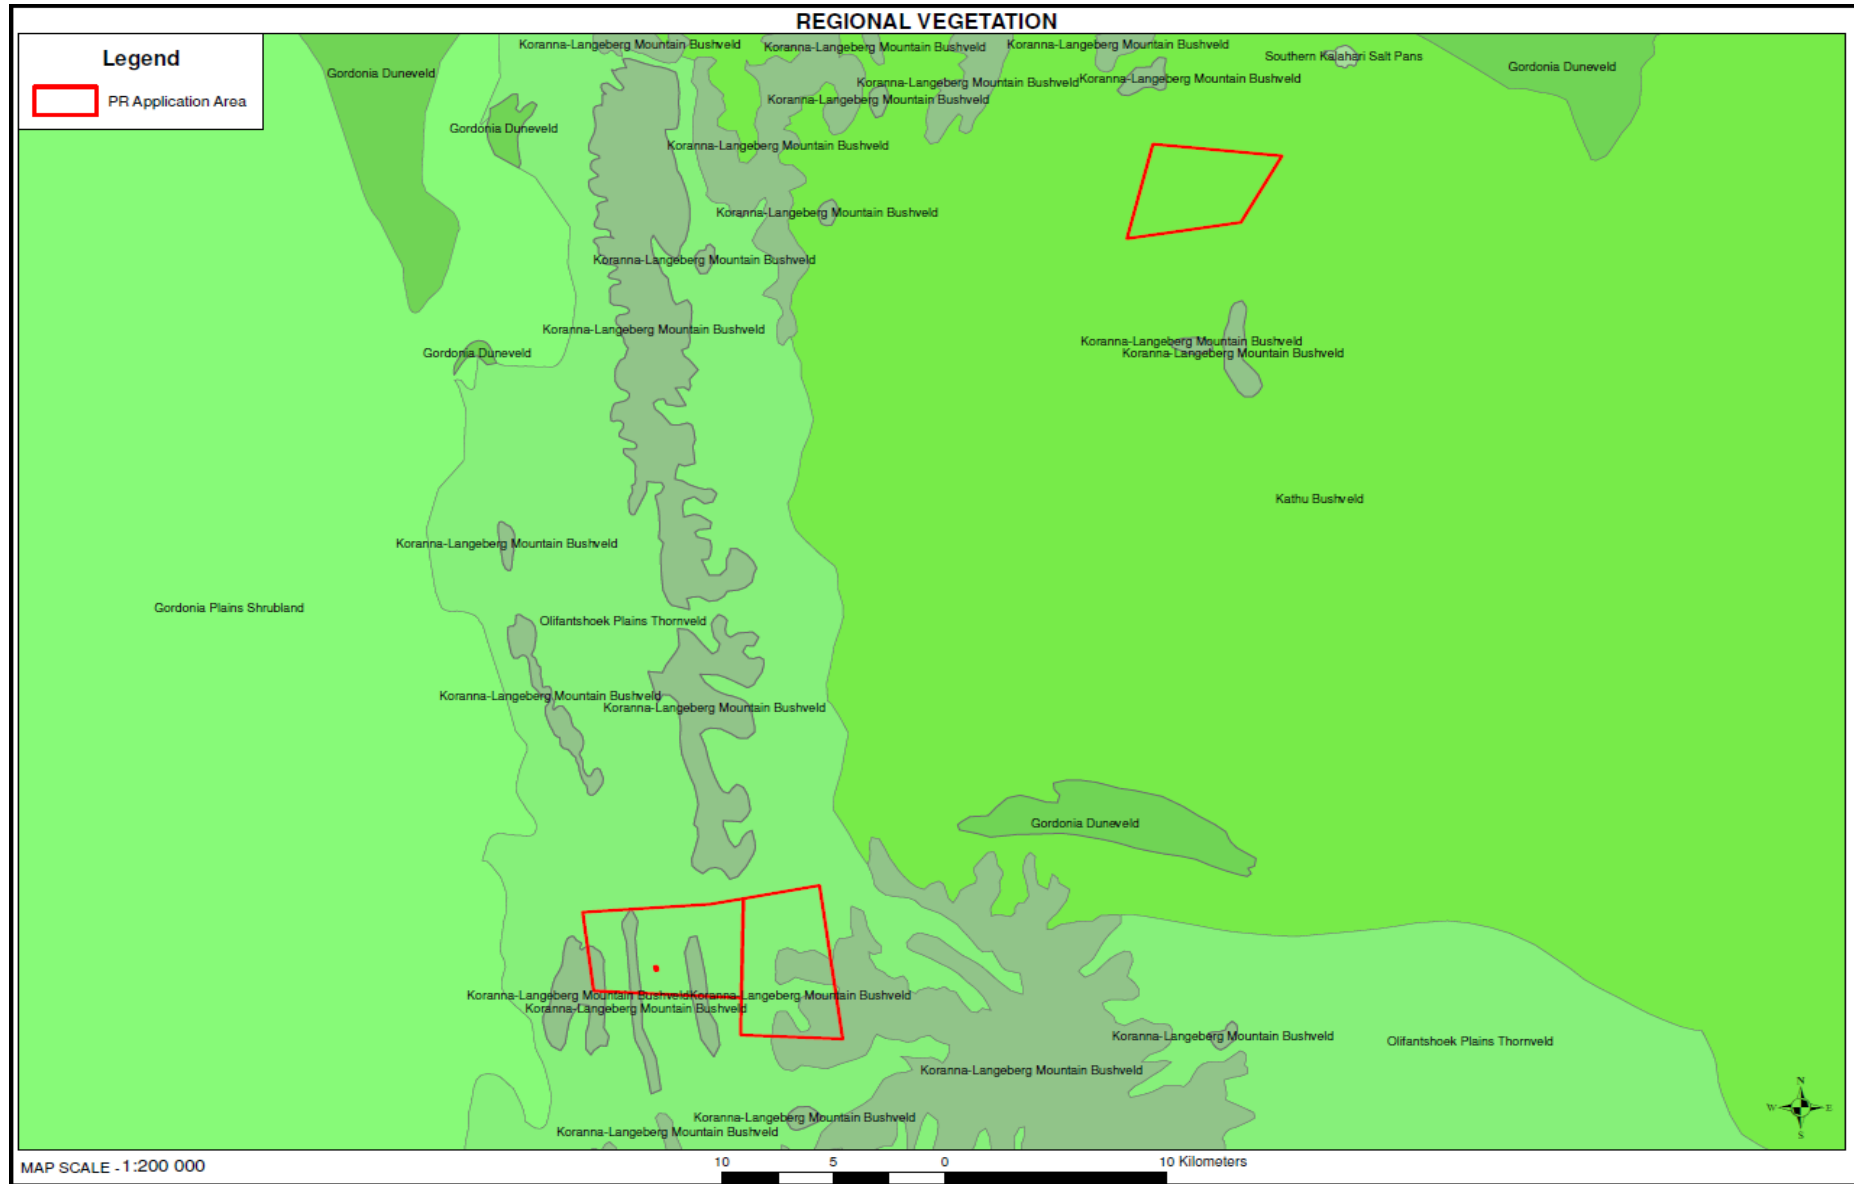 REGIONAL VEGETATION
Legend
PR Application Area
Koranna-Langeberg Mountain Bushveld
Koranna-Langeberg Mountain Bushveld
Koranna-Langeberg Mountain Bushveld
Southern Kalahari Salt Pans
Gordonia Duneveld
Gordonia Duneveld
Koranna-Langeberg Mountain Bushveld
Koranna-Langeberg Mountain Bushveld
Koranna-Langeberg Mountain Bushveld
Gordonia Duneveld
Koranna-Langeberg Mountain Bushveld
Koranna-Langeberg Mountain Bushveld
Koranna-Langeberg Mountain Bushveld
Koranna-Langeberg Mountain Bushveld
Koranna-Langeberg Mountain Bushveld
Gordonia Duneveld
Koranna-Langeberg Mountain Bushveld
Kathu Bushveld
Koranna-Langeberg Mountain Bushveld
Gordonia Plains Shrubland
Olifantshoek Plains Thornveld
Koranna-Langeberg Mountain Bushveld
Koranna-Langeberg Mountain Bushveld
Gordonia Duneveld
Koranna-Langeberg Mountain Bushveld
Koranna-Langeberg Mountain Bushveld
Koranna-Langeberg Mountain Bushveld
Koranna-Langeberg Mountain Bushveld
Olifantshoek Plains Thornveld
Koranna-Langeberg Mountain Bushveld
Koranna-Langeberg Mountain Bushveld
Koranna-Langeberg Mountain Bushveld
N
W E
S
MAP SCALE - 1:200 000
10 5 0 10 Kilometers